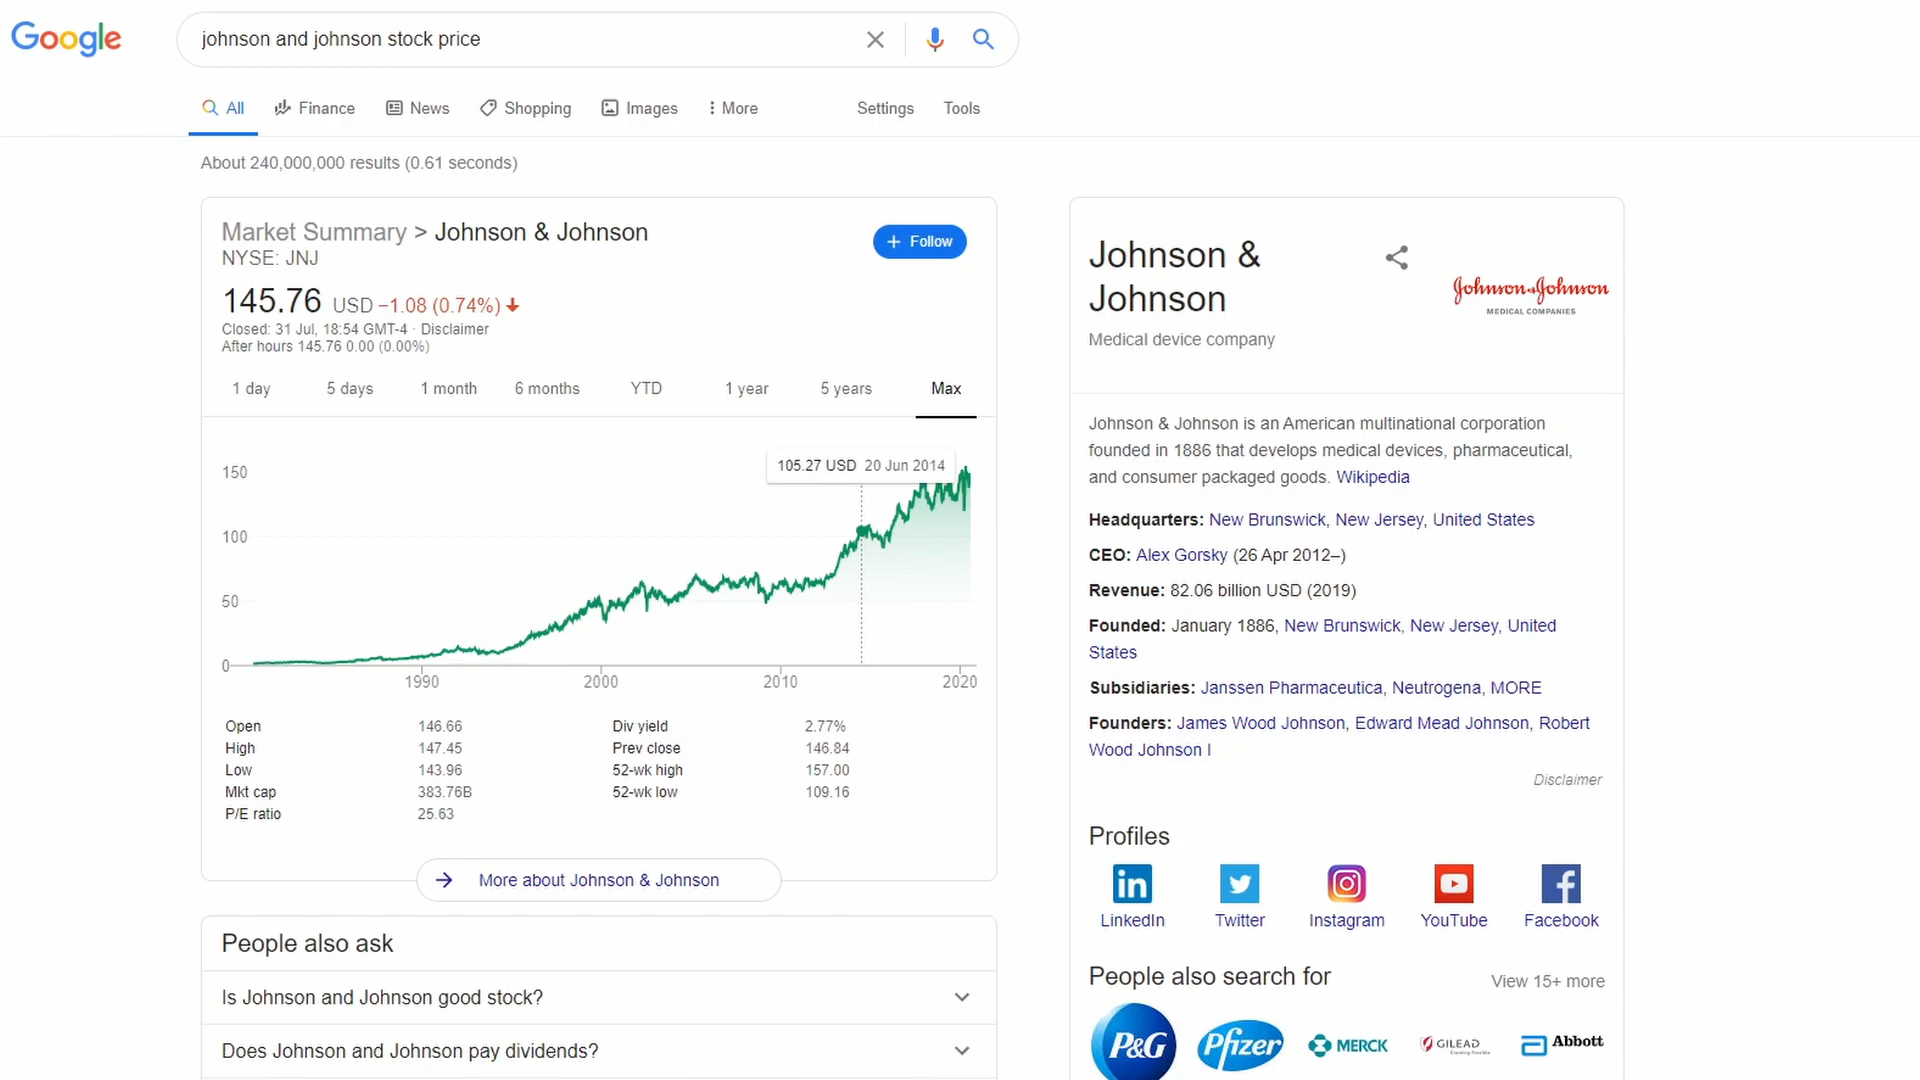 Google
johnson and johnson stock price
All Finance News Shopping Images More Settings Tools
About 240,000,000 results (0.61 seconds)
Market Summary > Johnson & Johnson
NYSE: JNJ
+ Follow
145.76 USD −1.08 (0.74%)
Closed: 31 Jul, 18:54 GMT-4 · Disclaimer
After hours 145.76 0.00 (0.00%)
1 day 5 days 1 month 6 months YTD 1 year 5 years Max
105.27 USD 20 Jun 2014
150
100
50
0
1990 2000 2010 2020
Open 146.66 Div yield 2.77%
High 147.45 Prev close 146.84
Low 143.96 52-wk high 157.00
Mkt cap 383.76B 52-wk low 109.16
P/E ratio 25.63
More about Johnson & Johnson
People also ask
Is Johnson and Johnson good stock?
Does Johnson and Johnson pay dividends?
Johnson &
Johnson
Medical device company
Johnson & Johnson
MEDICAL COMPANIES
Johnson & Johnson is an American multinational corporation
founded in 1886 that develops medical devices, pharmaceutical,
and consumer packaged goods. Wikipedia
Headquarters: New Brunswick, New Jersey, United States
CEO: Alex Gorsky (26 Apr 2012–)
Revenue: 82.06 billion USD (2019)
Founded: January 1886, New Brunswick, New Jersey, United
States
Subsidiaries: Janssen Pharmaceutica, Neutrogena, MORE
Founders: James Wood Johnson, Edward Mead Johnson, Robert
Wood Johnson I
Disclaimer
Profiles
LinkedIn Twitter Instagram YouTube Facebook
People also search for
View 15+ more
P&G Pfizer MERCK GILEAD Abbott